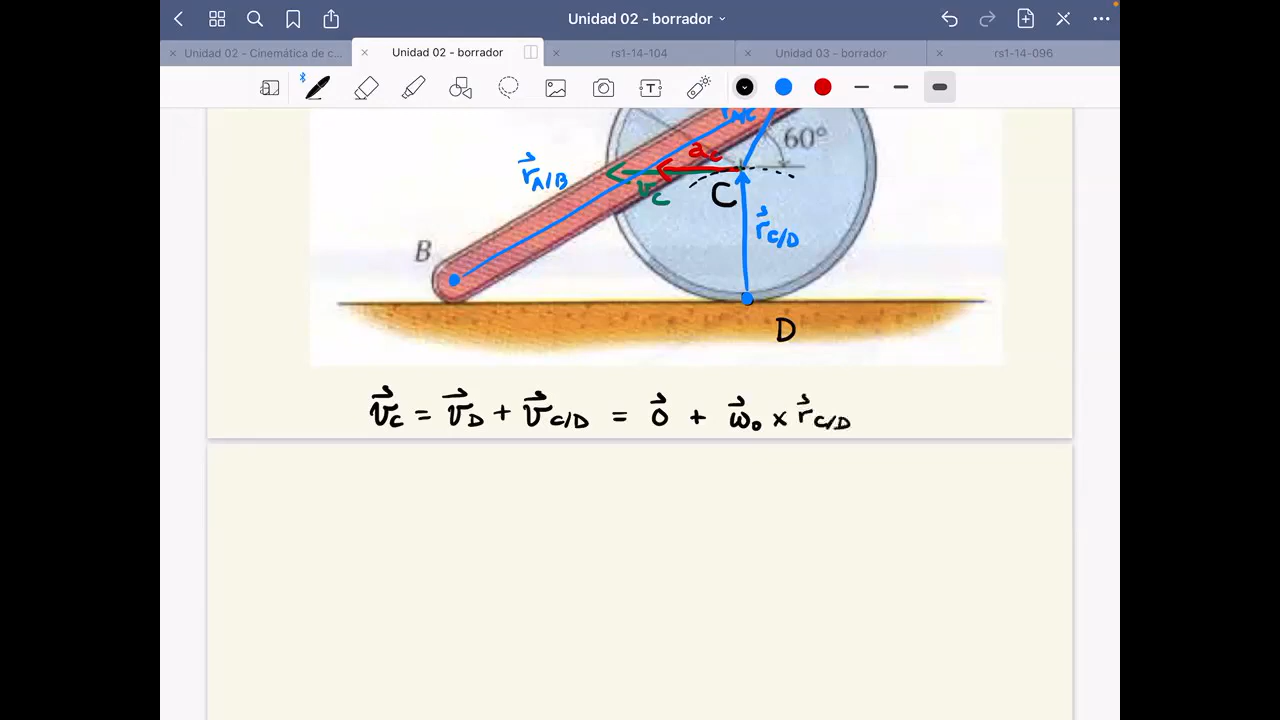 Unidad 02 - borrador
Unidad 02 - Cinemática de c...
Unidad 02 - borrador
rs1-14-104
Unidad 03 - borrador
rs1-14-096
T
60°
r⃗A/B
a꜀
v꜀
C
r⃗C/D
B
D
v⃗C = v⃗D + v⃗C/D = 0⃗ + ω⃗₀ × r⃗C/D